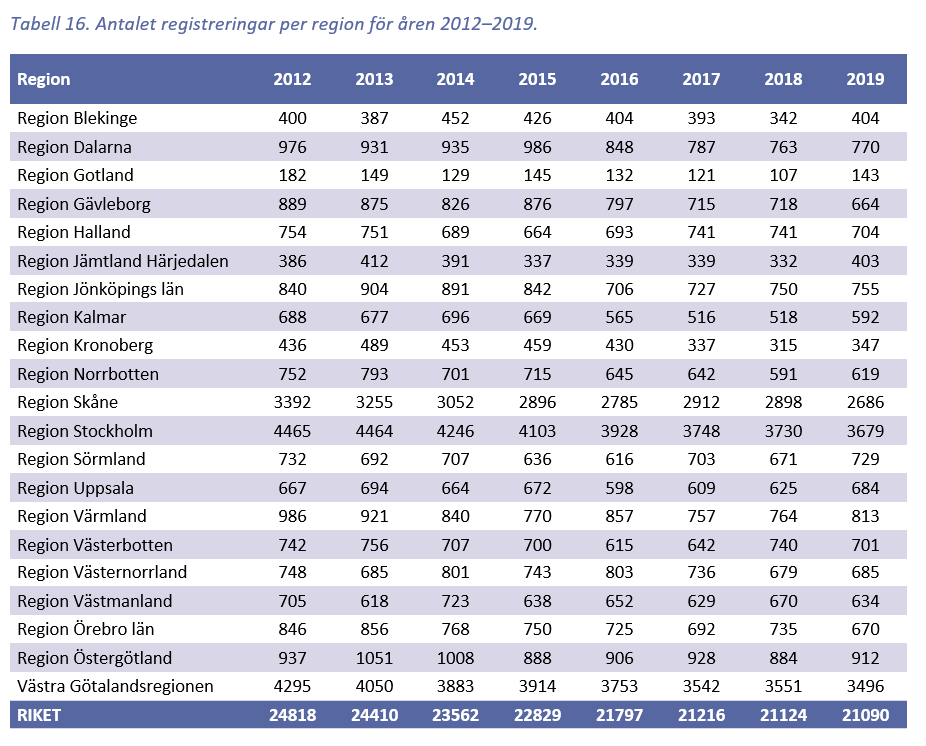 Tabell 16. Antalet registreringar per region för åren 2012–2019.
Region 2012 2013 2014 2015 2016 2017 2018 2019
Region Blekinge 400 387 452 426 404 393 342 404
Region Dalarna 976 931 935 986 848 787 763 770
Region Gotland 182 149 129 145 132 121 107 143
Region Gävleborg 889 875 826 876 797 715 718 664
Region Halland 754 751 689 664 693 741 741 704
Region Jämtland Härjedalen 386 412 391 337 339 339 332 403
Region Jönköpings län 840 904 891 842 706 727 750 755
Region Kalmar 688 677 696 669 565 516 518 592
Region Kronoberg 436 489 453 459 430 337 315 347
Region Norrbotten 752 793 701 715 645 642 591 619
Region Skåne 3392 3255 3052 2896 2785 2912 2898 2686
Region Stockholm 4465 4464 4246 4103 3928 3748 3730 3679
Region Sörmland 732 692 707 636 616 703 671 729
Region Uppsala 667 694 664 672 598 609 625 684
Region Värmland 986 921 840 770 857 757 764 813
Region Västerbotten 742 756 707 700 615 642 740 701
Region Västernorrland 748 685 801 743 803 736 679 685
Region Västmanland 705 618 723 638 652 629 670 634
Region Örebro län 846 856 768 750 725 692 735 670
Region Östergötland 937 1051 1008 888 906 928 884 912
Västra Götalandsregionen 4295 4050 3883 3914 3753 3542 3551 3496
RIKET 24818 24410 23562 22829 21797 21216 21124 21090